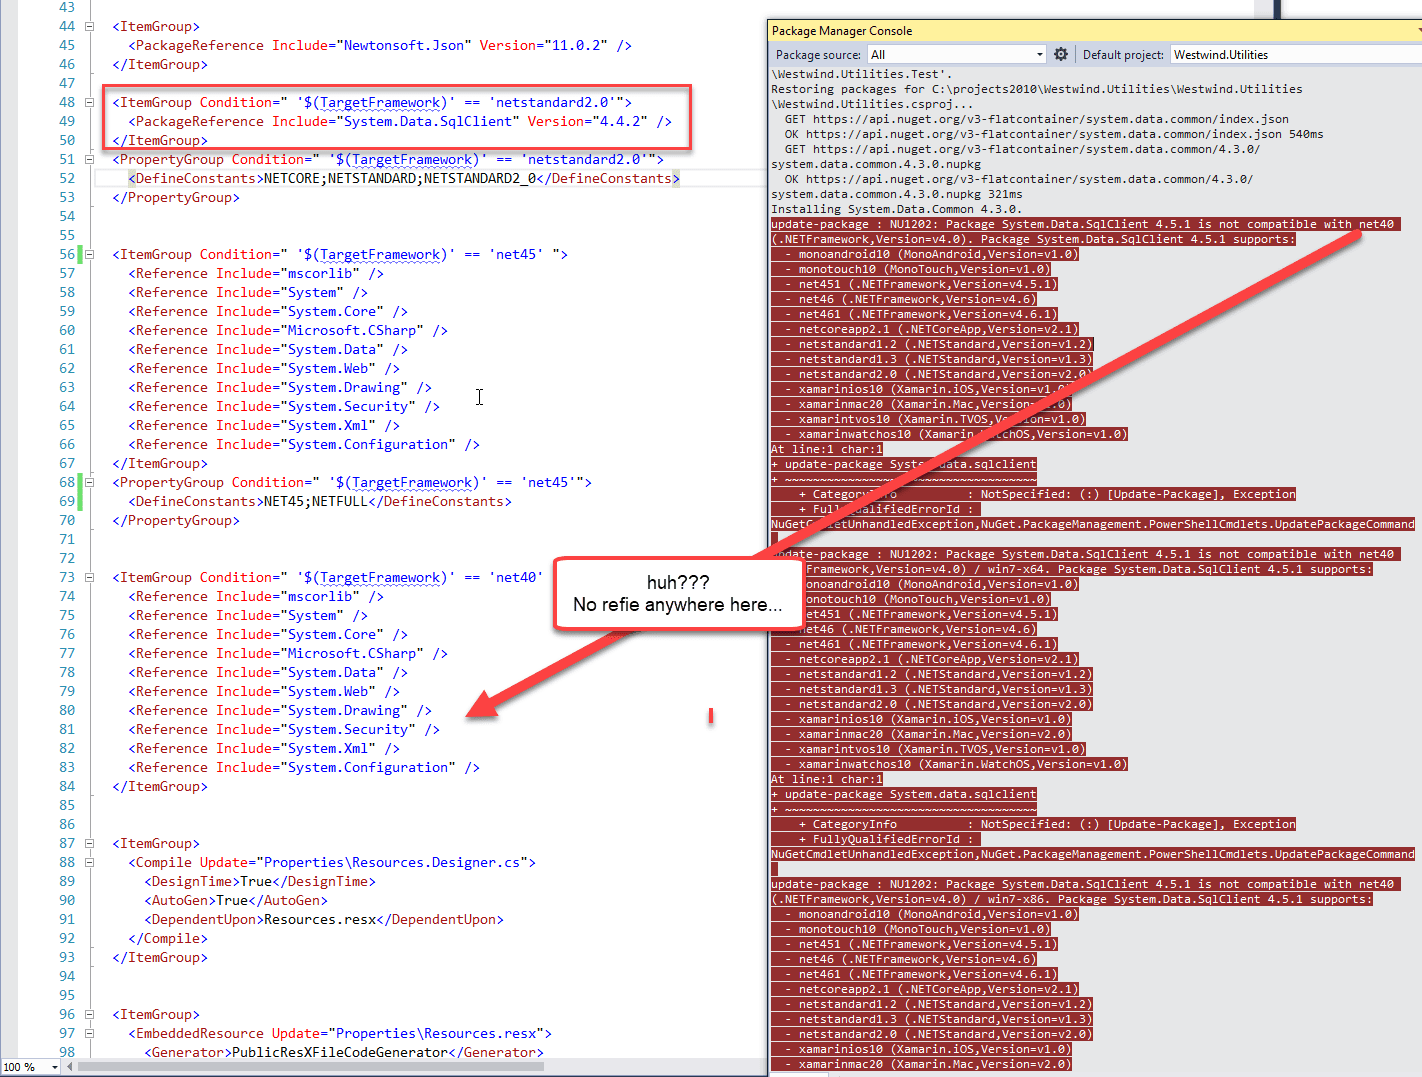 43
44 <ItemGroup>
45 <PackageReference Include="Newtonsoft.Json" Version="11.0.2" />
46 </ItemGroup>
47
48 <ItemGroup Condition=" '$(TargetFramework)' == 'netstandard2.0'">
49 <PackageReference Include="System.Data.SqlClient" Version="4.4.2" />
50 </ItemGroup>
51 <PropertyGroup Condition=" '$(TargetFramework)' == 'netstandard2.0'">
52 <DefineConstants>NETCORE;NETSTANDARD;NETSTANDARD2_0</DefineConstants>
53 </PropertyGroup>
54
55
56 <ItemGroup Condition=" '$(TargetFramework)' == 'net45' ">
57 <Reference Include="mscorlib" />
58 <Reference Include="System" />
59 <Reference Include="System.Core" />
60 <Reference Include="Microsoft.CSharp" />
61 <Reference Include="System.Data" />
62 <Reference Include="System.Web" />
63 <Reference Include="System.Drawing" />
64 <Reference Include="System.Security" />
65 <Reference Include="System.Xml" />
66 <Reference Include="System.Configuration" />
67 </ItemGroup>
68 <PropertyGroup Condition=" '$(TargetFramework)' == 'net45'">
69 <DefineConstants>NET45;NETFULL</DefineConstants>
70 </PropertyGroup>
71
72
73 <ItemGroup Condition=" '$(TargetFramework)' == 'net40'
74 <Reference Include="mscorlib" />
75 <Reference Include="System" />
76 <Reference Include="System.Core" />
77 <Reference Include="Microsoft.CSharp" />
78 <Reference Include="System.Data" />
79 <Reference Include="System.Web" />
80 <Reference Include="System.Drawing" />
81 <Reference Include="System.Security" />
82 <Reference Include="System.Xml" />
83 <Reference Include="System.Configuration" />
84 </ItemGroup>
85
86
87 <ItemGroup>
88 <Compile Update="Properties\Resources.Designer.cs">
89 <DesignTime>True</DesignTime>
90 <AutoGen>True</AutoGen>
91 <DependentUpon>Resources.resx</DependentUpon>
92 </Compile>
93 </ItemGroup>
94
95
96 <ItemGroup>
97 <EmbeddedResource Update="Properties\Resources.resx">
98 <Generator>PublicResXFileCodeGenerator</Generator>
100 %
huh???
No refie anywhere here...
Package Manager Console
Package source: All Default project: Westwind.Utilities
\Westwind.Utilities.Test'.
Restoring packages for C:\projects2010\Westwind.Utilities\Westwind.Utilities
\Westwind.Utilities.csproj...
GET https://api.nuget.org/v3-flatcontainer/system.data.common/index.json
OK https://api.nuget.org/v3-flatcontainer/system.data.common/index.json 540ms
GET https://api.nuget.org/v3-flatcontainer/system.data.common/4.3.0/
system.data.common.4.3.0.nupkg
OK https://api.nuget.org/v3-flatcontainer/system.data.common/4.3.0/
system.data.common.4.3.0.nupkg 321ms
Installing System.Data.Common 4.3.0.
update-package : NU1202: Package System.Data.SqlClient 4.5.1 is not compatible with net40
(.NETFramework,Version=v4.0). Package System.Data.SqlClient 4.5.1 supports:
- monoandroid10 (MonoAndroid,Version=v1.0)
- monotouch10 (MonoTouch,Version=v1.0)
- net451 (.NETFramework,Version=v4.5.1)
- net46 (.NETFramework,Version=v4.6)
- net461 (.NETFramework,Version=v4.6.1)
- netcoreapp2.1 (.NETCoreApp,Version=v2.1)
- netstandard1.2 (.NETStandard,Version=v1.2)
- netstandard1.3 (.NETStandard,Version=v1.3)
- netstandard2.0 (.NETStandard,Version=v2.0)
- xamarinios10 (Xamarin.iOS,Version=v1.0)
- xamarinmac20 (Xamarin.Mac,Version=v2.0)
- xamarintvos10 (Xamarin.TVOS,Version=v1.0)
- xamarinwatchos10 (Xamarin.WatchOS,Version=v1.0)
At line:1 char:1
+ update-package System.data.sqlclient
+ ~~~~~~~~~~~~~~~~~~~~~~~~~~~~~~~~~~~~
+ CategoryInfo : NotSpecified: (:) [Update-Package], Exception
+ FullyQualifiedErrorId :
NuGetCmdletUnhandledException,NuGet.PackageManagement.PowerShellCmdlets.UpdatePackageCommand
update-package : NU1202: Package System.Data.SqlClient 4.5.1 is not compatible with net40
(.NETFramework,Version=v4.0) / win7-x64. Package System.Data.SqlClient 4.5.1 supports:
monoandroid10 (MonoAndroid,Version=v1.0)
monotouch10 (MonoTouch,Version=v1.0)
net451 (.NETFramework,Version=v4.5.1)
net46 (.NETFramework,Version=v4.6)
- net461 (.NETFramework,Version=v4.6.1)
- netcoreapp2.1 (.NETCoreApp,Version=v2.1)
- netstandard1.2 (.NETStandard,Version=v1.2)
- netstandard1.3 (.NETStandard,Version=v1.3)
- netstandard2.0 (.NETStandard,Version=v2.0)
- xamarinios10 (Xamarin.iOS,Version=v1.0)
- xamarinmac20 (Xamarin.Mac,Version=v2.0)
- xamarintvos10 (Xamarin.TVOS,Version=v1.0)
- xamarinwatchos10 (Xamarin.WatchOS,Version=v1.0)
At line:1 char:1
+ update-package System.data.sqlclient
+ ~~~~~~~~~~~~~~~~~~~~~~~~~~~~~~~~~~~~
+ CategoryInfo : NotSpecified: (:) [Update-Package], Exception
+ FullyQualifiedErrorId :
NuGetCmdletUnhandledException,NuGet.PackageManagement.PowerShellCmdlets.UpdatePackageCommand
update-package : NU1202: Package System.Data.SqlClient 4.5.1 is not compatible with net40
(.NETFramework,Version=v4.0) / win7-x86. Package System.Data.SqlClient 4.5.1 supports:
- monoandroid10 (MonoAndroid,Version=v1.0)
- monotouch10 (MonoTouch,Version=v1.0)
- net451 (.NETFramework,Version=v4.5.1)
- net46 (.NETFramework,Version=v4.6)
- net461 (.NETFramework,Version=v4.6.1)
- netcoreapp2.1 (.NETCoreApp,Version=v2.1)
- netstandard1.2 (.NETStandard,Version=v1.2)
- netstandard1.3 (.NETStandard,Version=v1.3)
- netstandard2.0 (.NETStandard,Version=v2.0)
- xamarinios10 (Xamarin.iOS,Version=v1.0)
- xamarinmac20 (Xamarin.Mac,Version=v2.0)